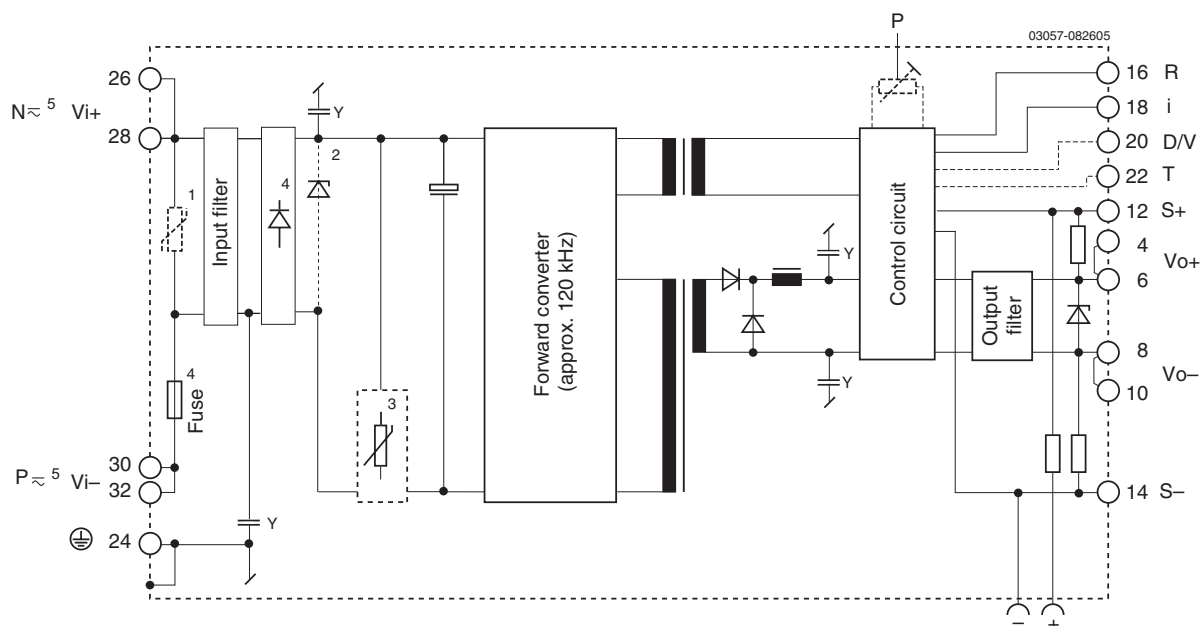 P
03057-082605
26
16 R
N≂ 5 Vi+
Y
18 i
28
20 D/V
2
1
4
22 T
12 S+
Input filter
Forward converter
(approx. 120 kHz)
Control circuit
4
Y
Vo+
6
Output
filter
4
Fuse
3
8
Y
Vo–
10
30
P≂ 5 Vi–
32
14 S–
Y
24
– +